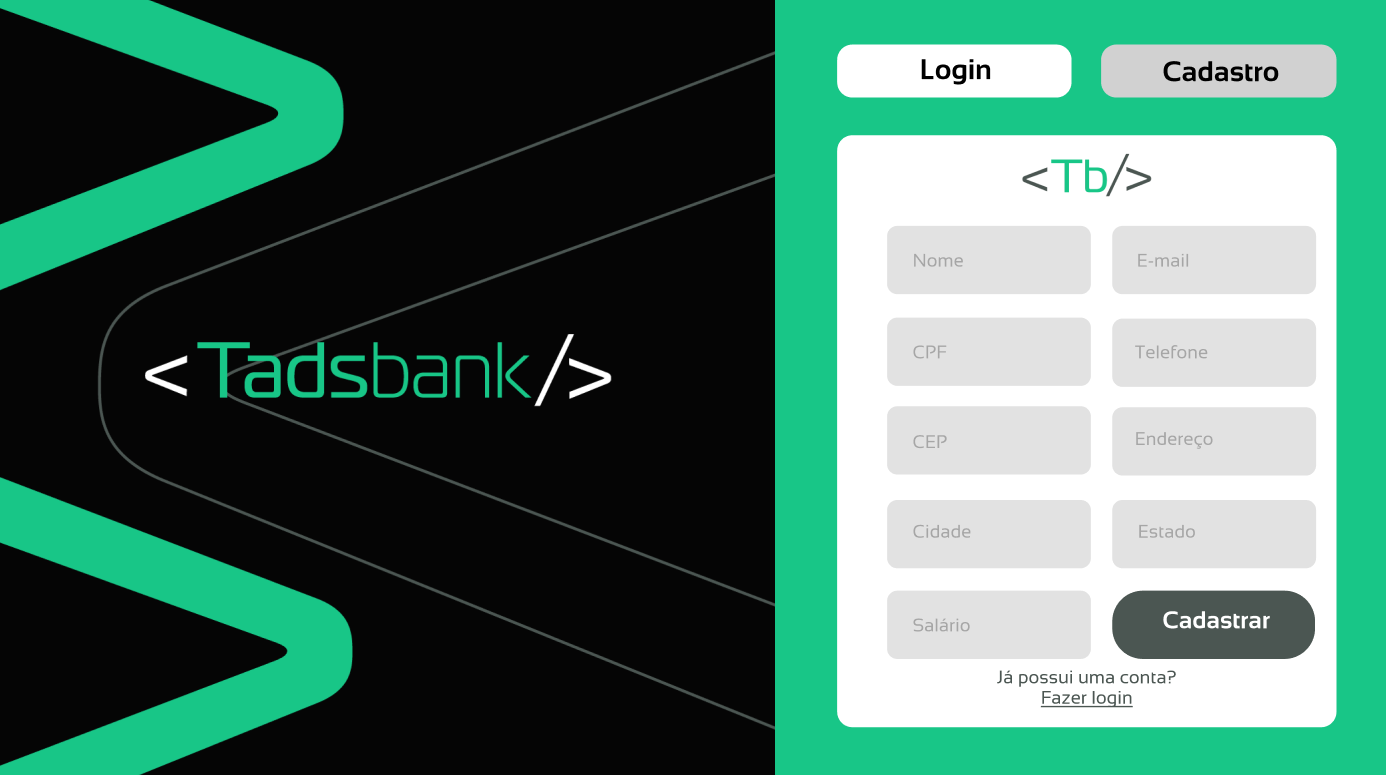 <Tadsbank/>
Login
Cadastro
<Tb/>
Nome
E-mail
CPF
Telefone
CEP
Endereço
Cidade
Estado
Salário
Cadastrar
Já possui uma conta?
Fazer login